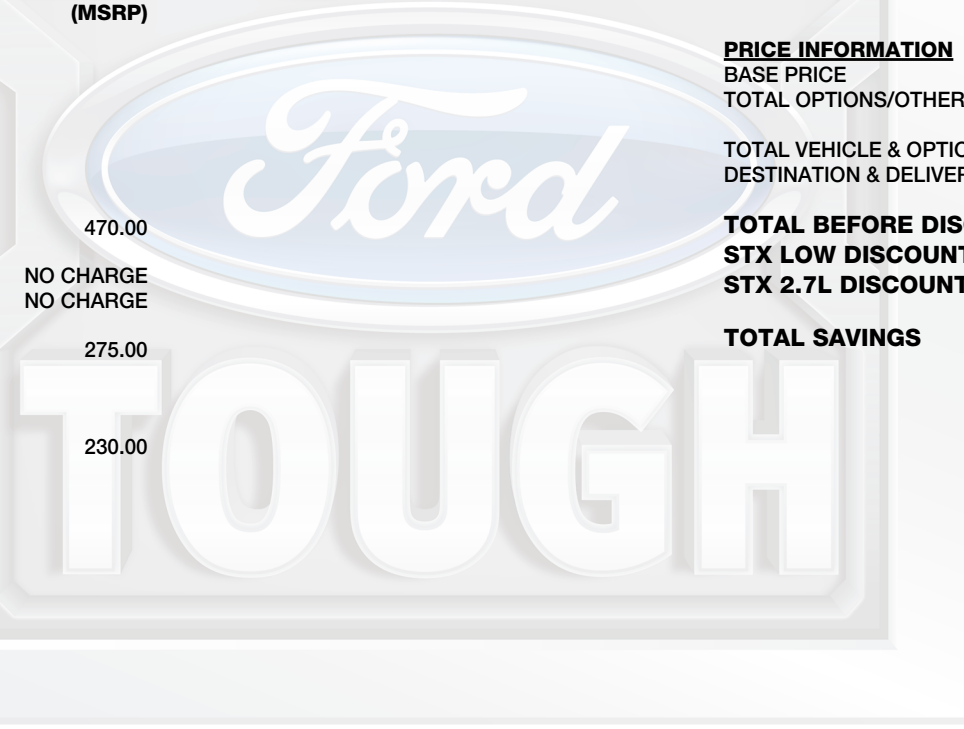 (MSRP)
470.00
NO CHARGE
NO CHARGE
275.00
230.00
Ford
TOUGH
PRICE INFORMATION
BASE PRICE
TOTAL OPTIONS/OTHER
TOTAL VEHICLE & OPTIO
DESTINATION & DELIVER
TOTAL BEFORE DIS
STX LOW DISCOUNT
STX 2.7L DISCOUNT
TOTAL SAVINGS